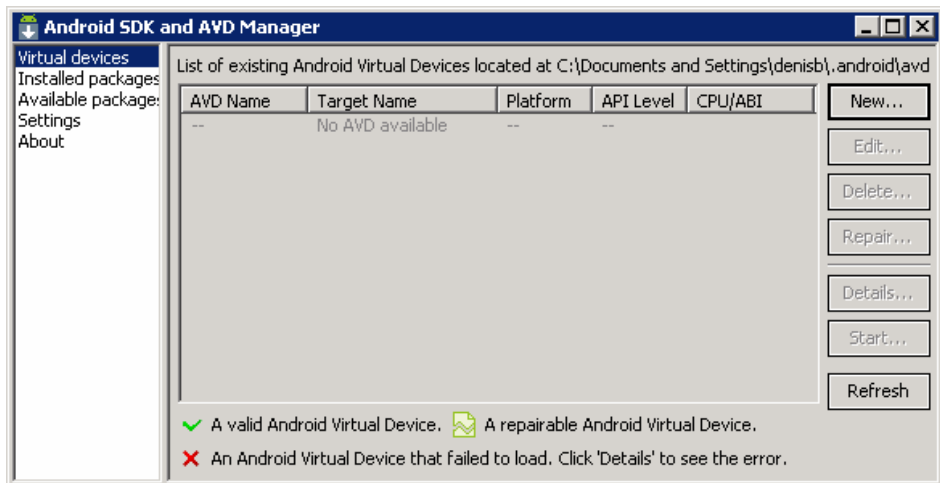 Android SDK and AVD Manager
Virtual devices
Installed packages
Available packages
Settings
About
List of existing Android Virtual Devices located at C:\Documents and Settings\denisb\.android\avd
AVD Name Target Name Platform API Level CPU/ABI
-- No AVD available -- --
New...
Edit...
Delete...
Repair...
Details...
Start...
Refresh
A valid Android Virtual Device. A repairable Android Virtual Device.
An Android Virtual Device that failed to load. Click 'Details' to see the error.